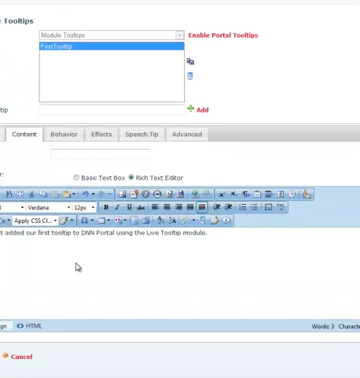 Tooltips
Module Tooltips Enable Portal Tooltips
FirstTooltip
tip Add
Content Behavior Effects Speech Tip Advanced
r:
Basic Text Box Rich Text Editor
Verdana 12px
Apply CSS Cl...
t added our first tooltip to DNN Portal using the Live Tooltip module.
gn HTML Words: 3 Characte
Cancel